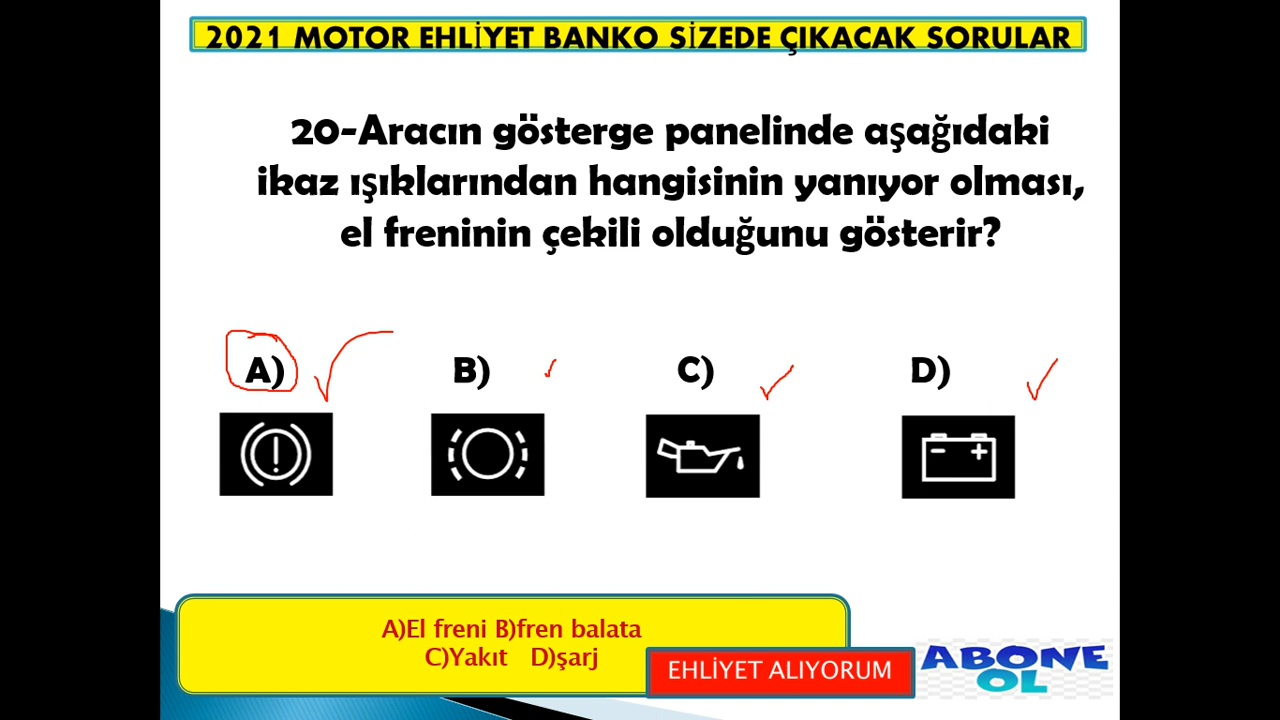 2021 MOTOR EHLİYET BANKO SİZEDE ÇIKACAK SORULAR
20-Aracın gösterge panelinde aşağıdaki
ikaz ışıklarından hangisinin yanıyor olması,
el freninin çekili olduğunu gösterir?
A) B) C) D)
A)El freni B)fren balata
C)Yakıt D)şarj
EHLİYET ALIYORUM
ABONE
OL